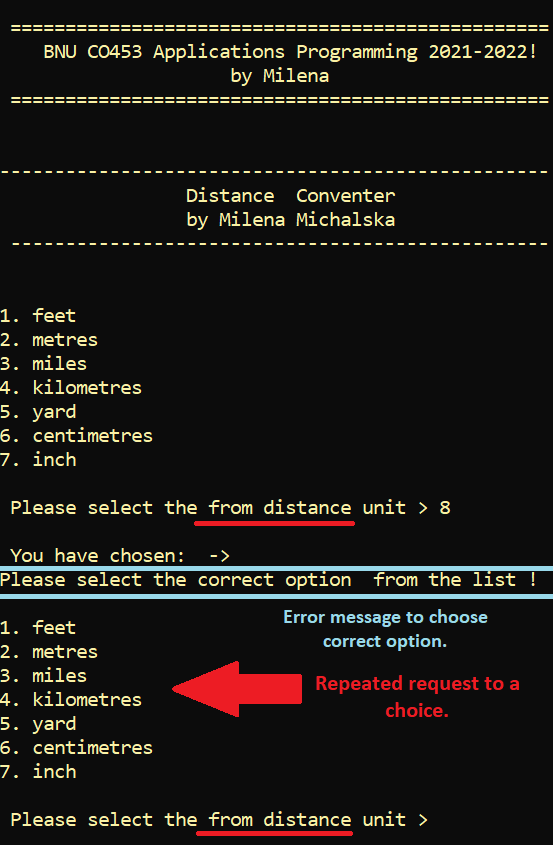 ==================================================
BNU CO453 Applications Programming 2021-2022!
by Milena
==================================================
--------------------------------------------------
Distance  Conventer
by Milena Michalska
--------------------------------------------------
1. feet
2. metres
3. miles
4. kilometres
5. yard
6. centimetres
7. inch
Please select the from distance unit > 8
You have chosen:  ->
Please select the correct option  from the list !
1. feet
2. metres
3. miles
4. kilometres
5. yard
6. centimetres
7. inch
Error message to choose
correct option.
Repeated request to a
choice.
Please select the from distance unit >